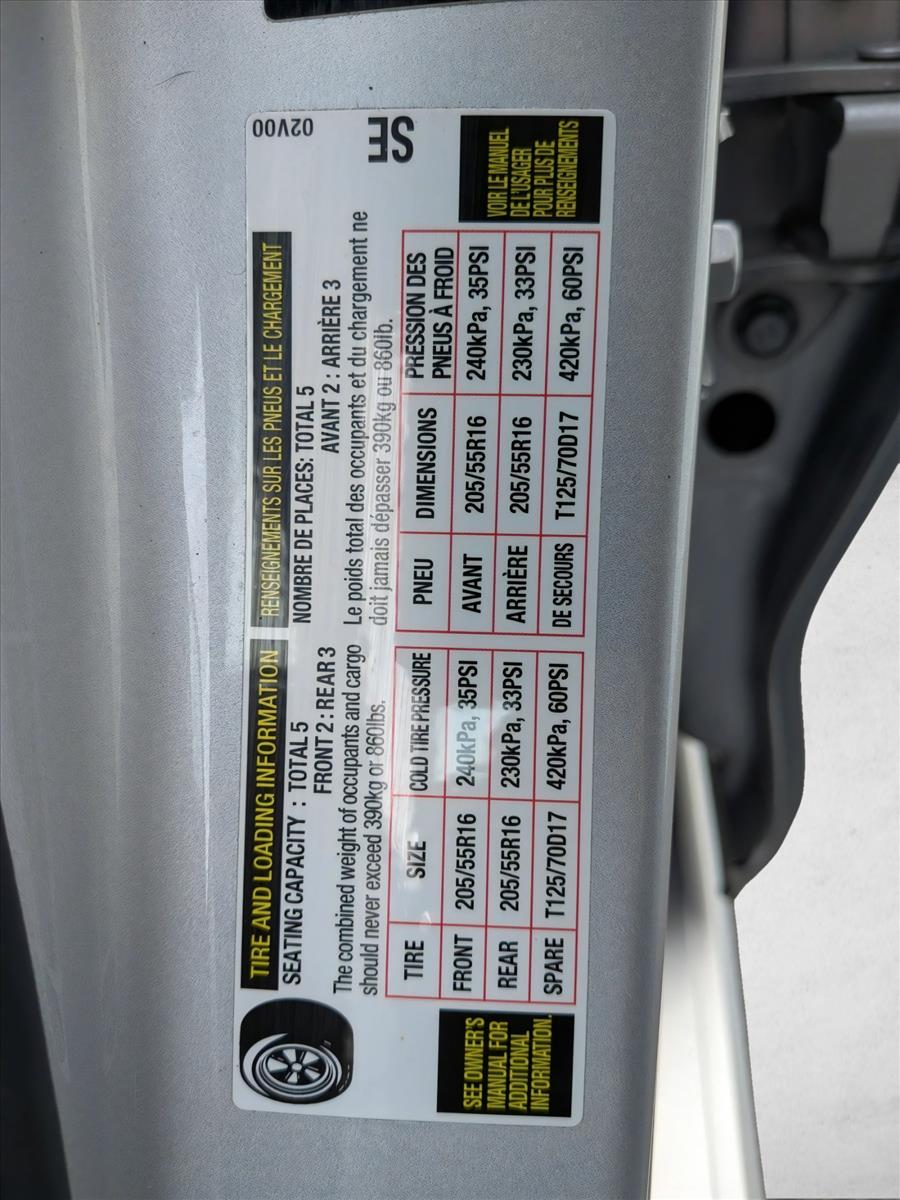 TIRE AND LOADING INFORMATION
SEATING CAPACITY : TOTAL 5
FRONT 2 : REAR 3
The combined weight of occupants and cargo
should never exceed 390kg or 860lbs.
TIRE SIZE COLD TIRE PRESSURE
FRONT 205/55R16 240kPa, 35PSI
REAR 205/55R16 230kPa, 33PSI
SPARE T125/70D17 420kPa, 60PSI
SEE OWNER'S
MANUAL FOR
ADDITIONAL
INFORMATION.
RENSEIGNEMENTS SUR LES PNEUS ET LE CHARGEMENT
NOMBRE DE PLACES: TOTAL 5
AVANT 2 : ARRIÈRE 3
Le poids total des occupants et du chargement ne
doit jamais dépasser 390kg ou 860lb.
PNEU DIMENSIONS PRESSION DES
PNEUS À FROID
AVANT 205/55R16 240kPa, 35PSI
ARRIÈRE 205/55R16 230kPa, 33PSI
DE SECOURS T125/70D17 420kPa, 60PSI
VOIR LE MANUEL
DE L'USAGER
POUR PLUS DE
RENSEIGNEMENTS
02V00
SE